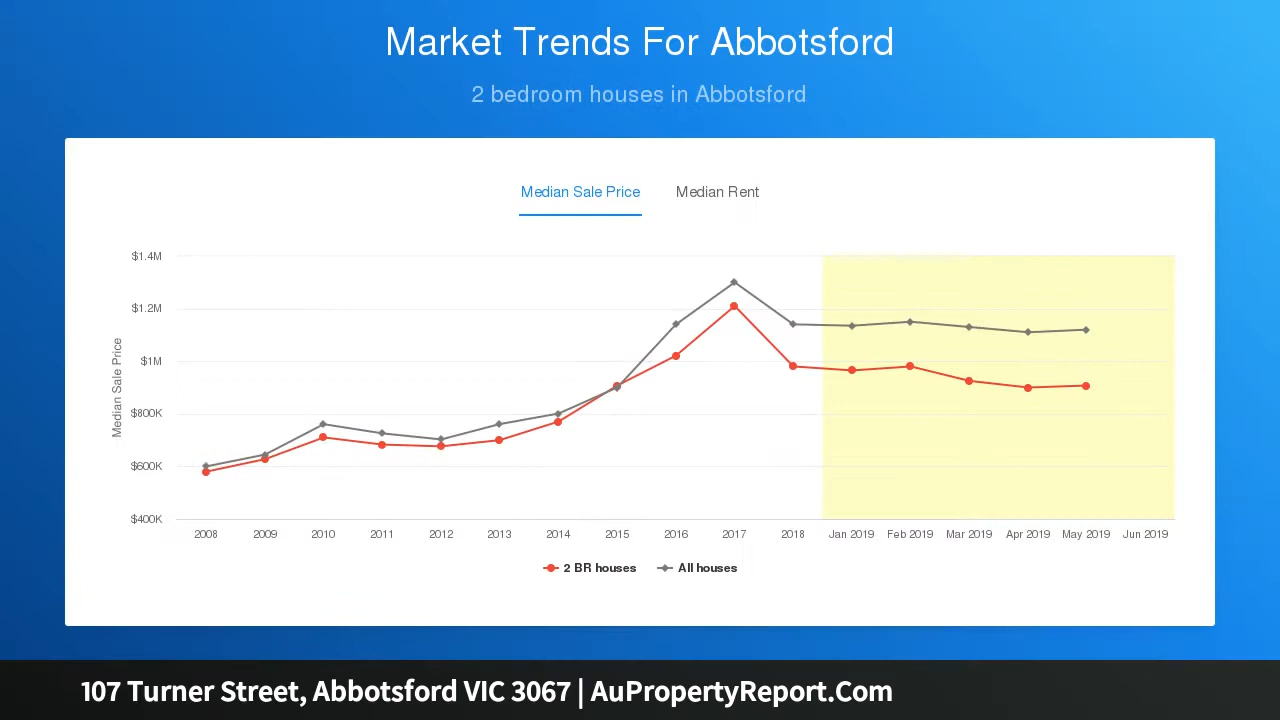 Market Trends For Abbotsford
2 bedroom houses in Abbotsford
Median Sale Price Median Rent
$1.4M
$1.2M
$1M
$800K
$600K
$400K
Median Sale Price
2008 2009 2010 2011 2012 2013 2014 2015 2016 2017 2018 Jan 2019 Feb 2019 Mar 2019 Apr 2019 May 2019 Jun 2019
2 BR houses All houses
107 Turner Street, Abbotsford VIC 3067 | AuPropertyReport.Com